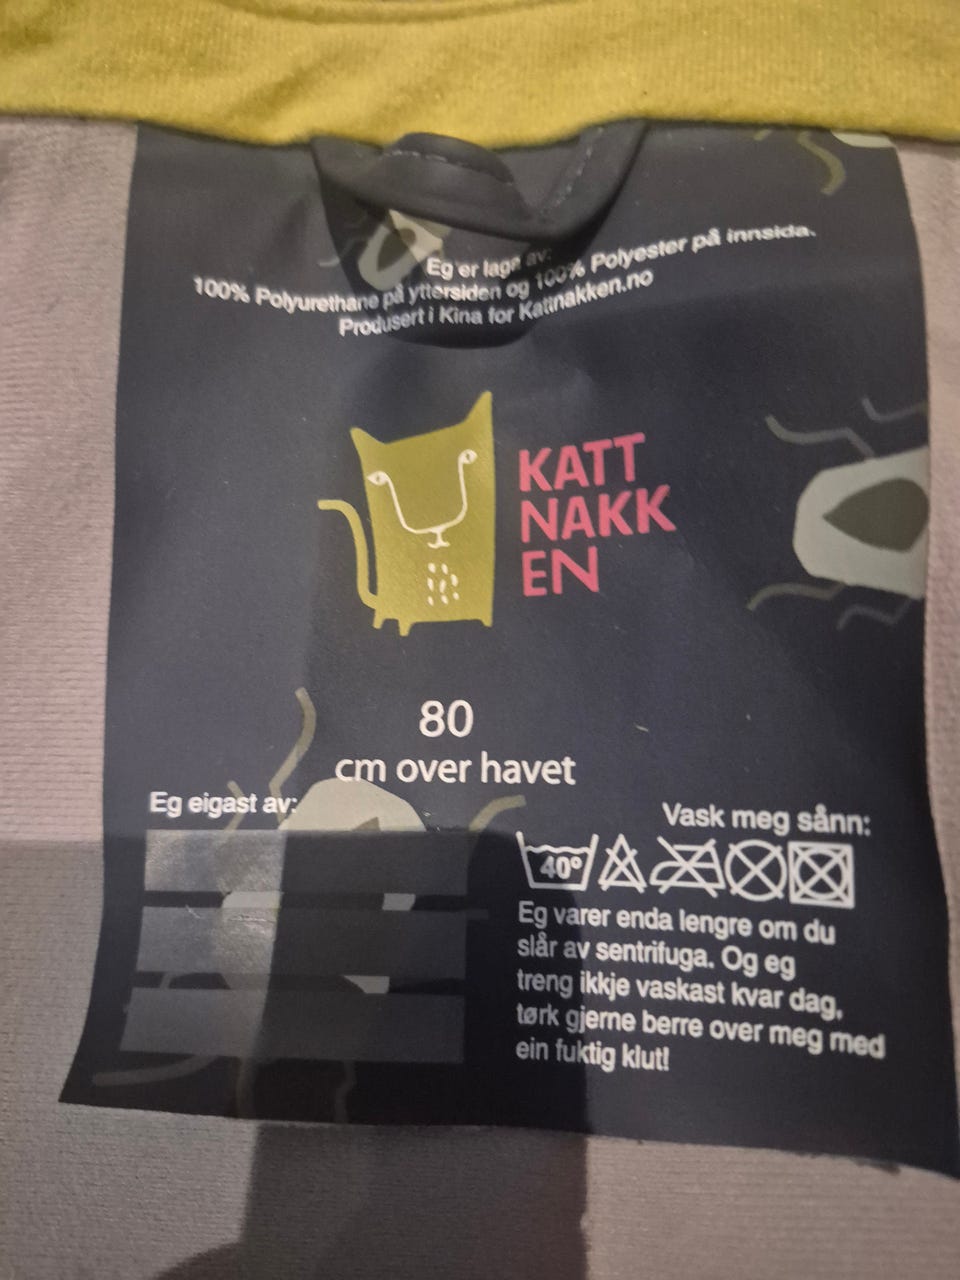 Eg er laga av:
100% Polyurethane på yttersiden og 100% Polyester på innsida.
Produsert i Kina for Kattnakken.no
KATT
NAKK
EN
80
cm over havet
Eg eigast av:
Vask meg sånn:
40°
Eg varer enda lengre om du
slår av sentrifuga. Og eg
treng ikkje vaskast kvar dag,
tørk gjerne berre over meg med
ein fuktig klut!